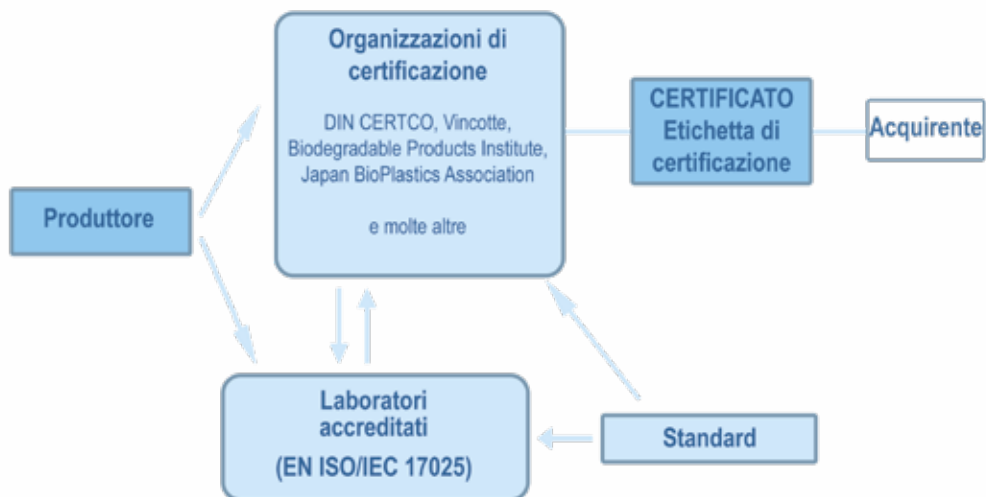 Organizzazioni di
certificazione
DIN CERTCO, Vincotte,
Biodegradable Products Institute,
Japan BioPlastics Association
e molte altre
CERTIFICATO
Etichetta di
certificazione
Acquirente
Produttore
Laboratori
accreditati
(EN ISO/IEC 17025)
Standard